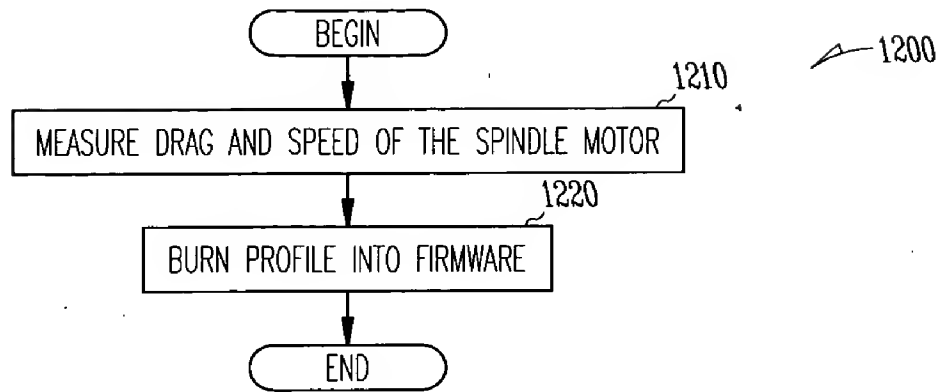 BEGIN
1200
1210
MEASURE DRAG AND SPEED OF THE SPINDLE MOTOR
1220
BURN PROFILE INTO FIRMWARE
END